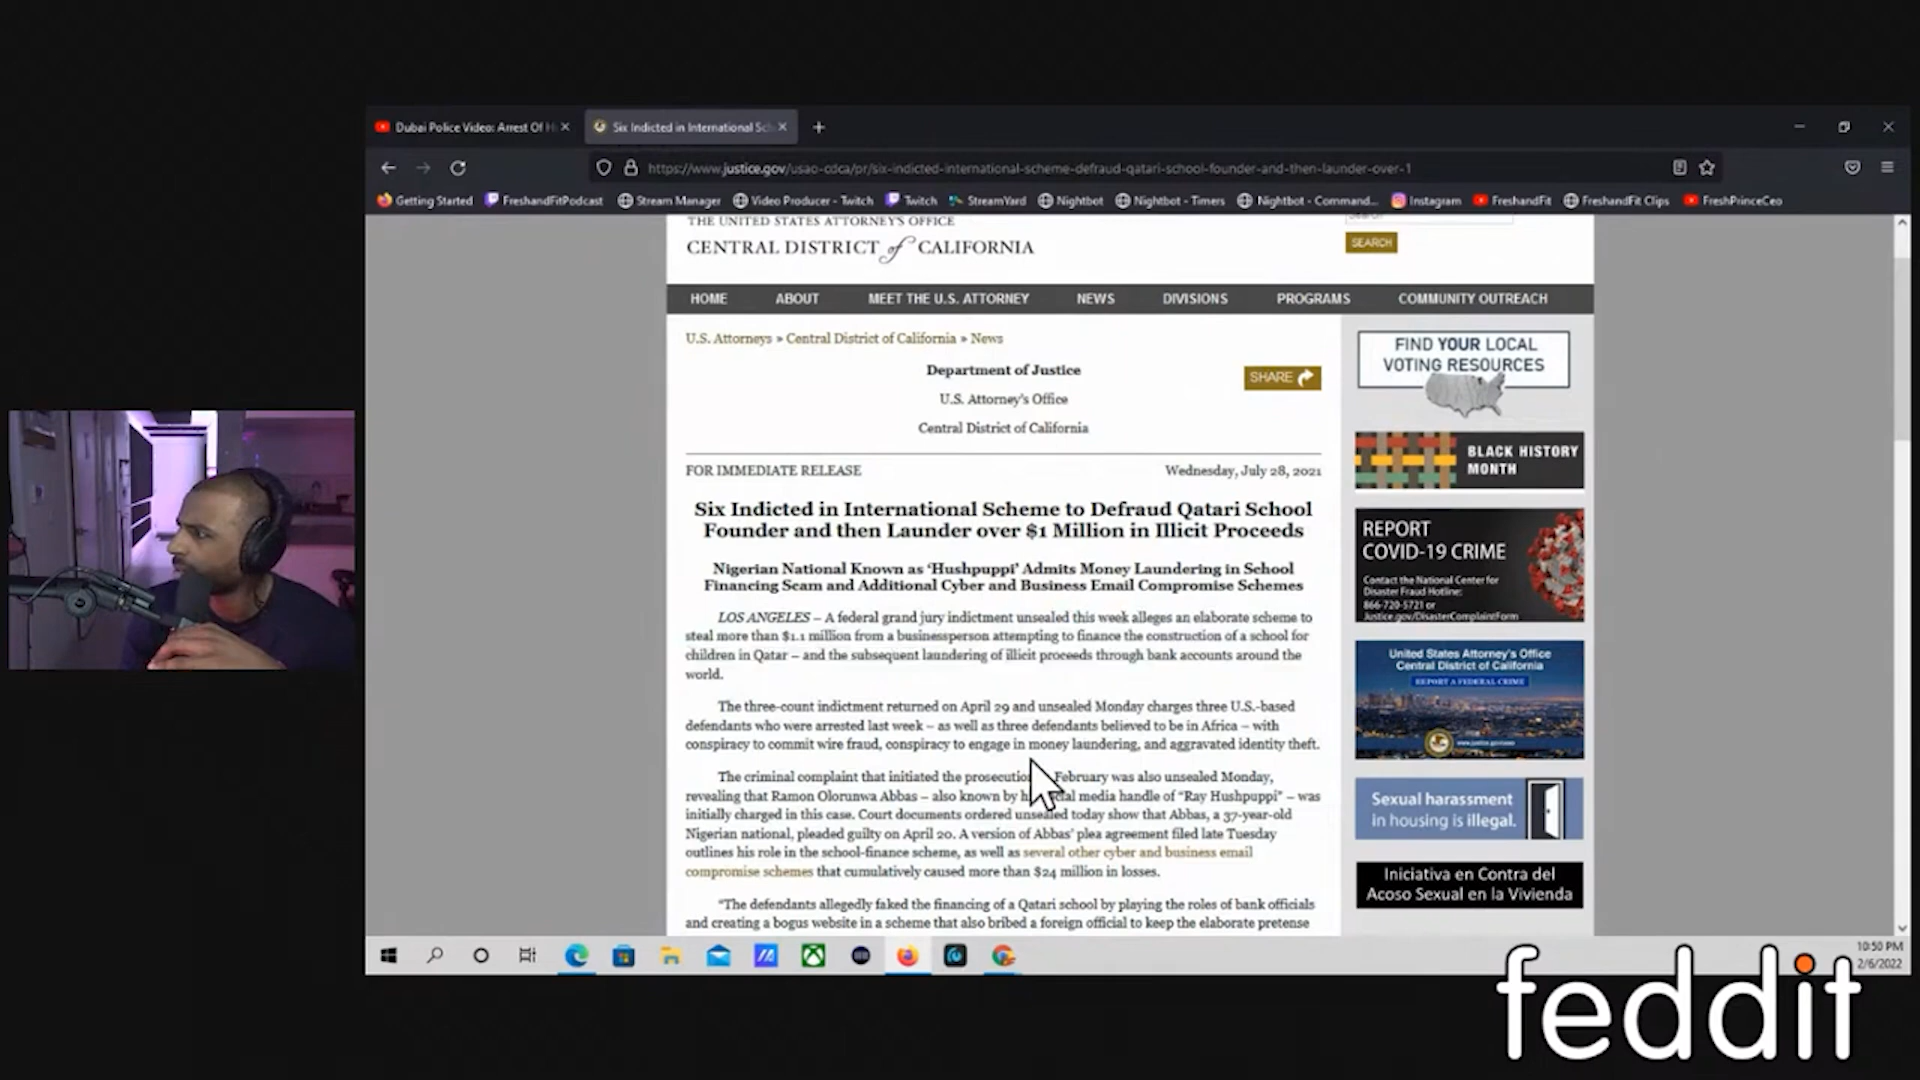 Dubai Police Video: Arrest Of H
Six Indicted in International Sch
https://www.justice.gov/usao-cdca/pr/six-indicted-international-scheme-defraud-qatari-school-founder-and-then-launder-over-1
Getting Started FreshandFitPodcast Stream Manager Video Producer - Twitch Twitch StreamYard Nightbot Nightbot - Timers Nightbot - Command... Instagram FreshandFit FreshandFit Clips FreshPrinceCeo
THE UNITED STATES ATTORNEY'S OFFICE
CENTRAL DISTRICT of CALIFORNIA
Search
SEARCH
HOME ABOUT MEET THE U.S. ATTORNEY NEWS DIVISIONS PROGRAMS COMMUNITY OUTREACH
U.S. Attorneys » Central District of California » News
Department of Justice
SHARE
U.S. Attorney's Office
Central District of California
FOR IMMEDIATE RELEASE
Wednesday, July 28, 2021
Six Indicted in International Scheme to Defraud Qatari School
Founder and then Launder over $1 Million in Illicit Proceeds
Nigerian National Known as 'Hushpuppi' Admits Money Laundering in School
Financing Scam and Additional Cyber and Business Email Compromise Schemes
LOS ANGELES – A federal grand jury indictment unsealed this week alleges an elaborate scheme to
steal more than $1.1 million from a businessperson attempting to finance the construction of a school for
children in Qatar – and the subsequent laundering of illicit proceeds through bank accounts around the
world.
The three-count indictment returned on April 29 and unsealed Monday charges three U.S.-based
defendants who were arrested last week – as well as three defendants believed to be in Africa – with
conspiracy to commit wire fraud, conspiracy to engage in money laundering, and aggravated identity theft.
The criminal complaint that initiated the prosecution February was also unsealed Monday,
revealing that Ramon Olorunwa Abbas – also known by media handle of "Ray Hushpuppi" – was
initially charged in this case. Court documents ordered unsealed today show that Abbas, a 37-year-old
Nigerian national, pleaded guilty on April 20. A version of Abbas' plea agreement filed late Tuesday
outlines his role in the school-finance scheme, as well as several other cyber and business email
compromise schemes that cumulatively caused more than $24 million in losses.
"The defendants allegedly faked the financing of a Qatari school by playing the roles of bank officials
and creating a bogus website in a scheme that also bribed a foreign official to keep the elaborate pretense
FIND YOUR LOCAL
VOTING RESOURCES
BLACK HISTORY
MONTH
REPORT
COVID-19 CRIME
Contact the National Center for
Disaster Fraud Hotline:
866-720-5721 or
Justice.gov/DisasterComplaintForm
United States Attorney's Office
Central District of California
REPORT A FEDERAL CRIME
Sexual harassment
in housing is illegal.
Iniciativa en Contra del
Acoso Sexual en la Vivienda
10:50 PM
2/6/2022
feddit